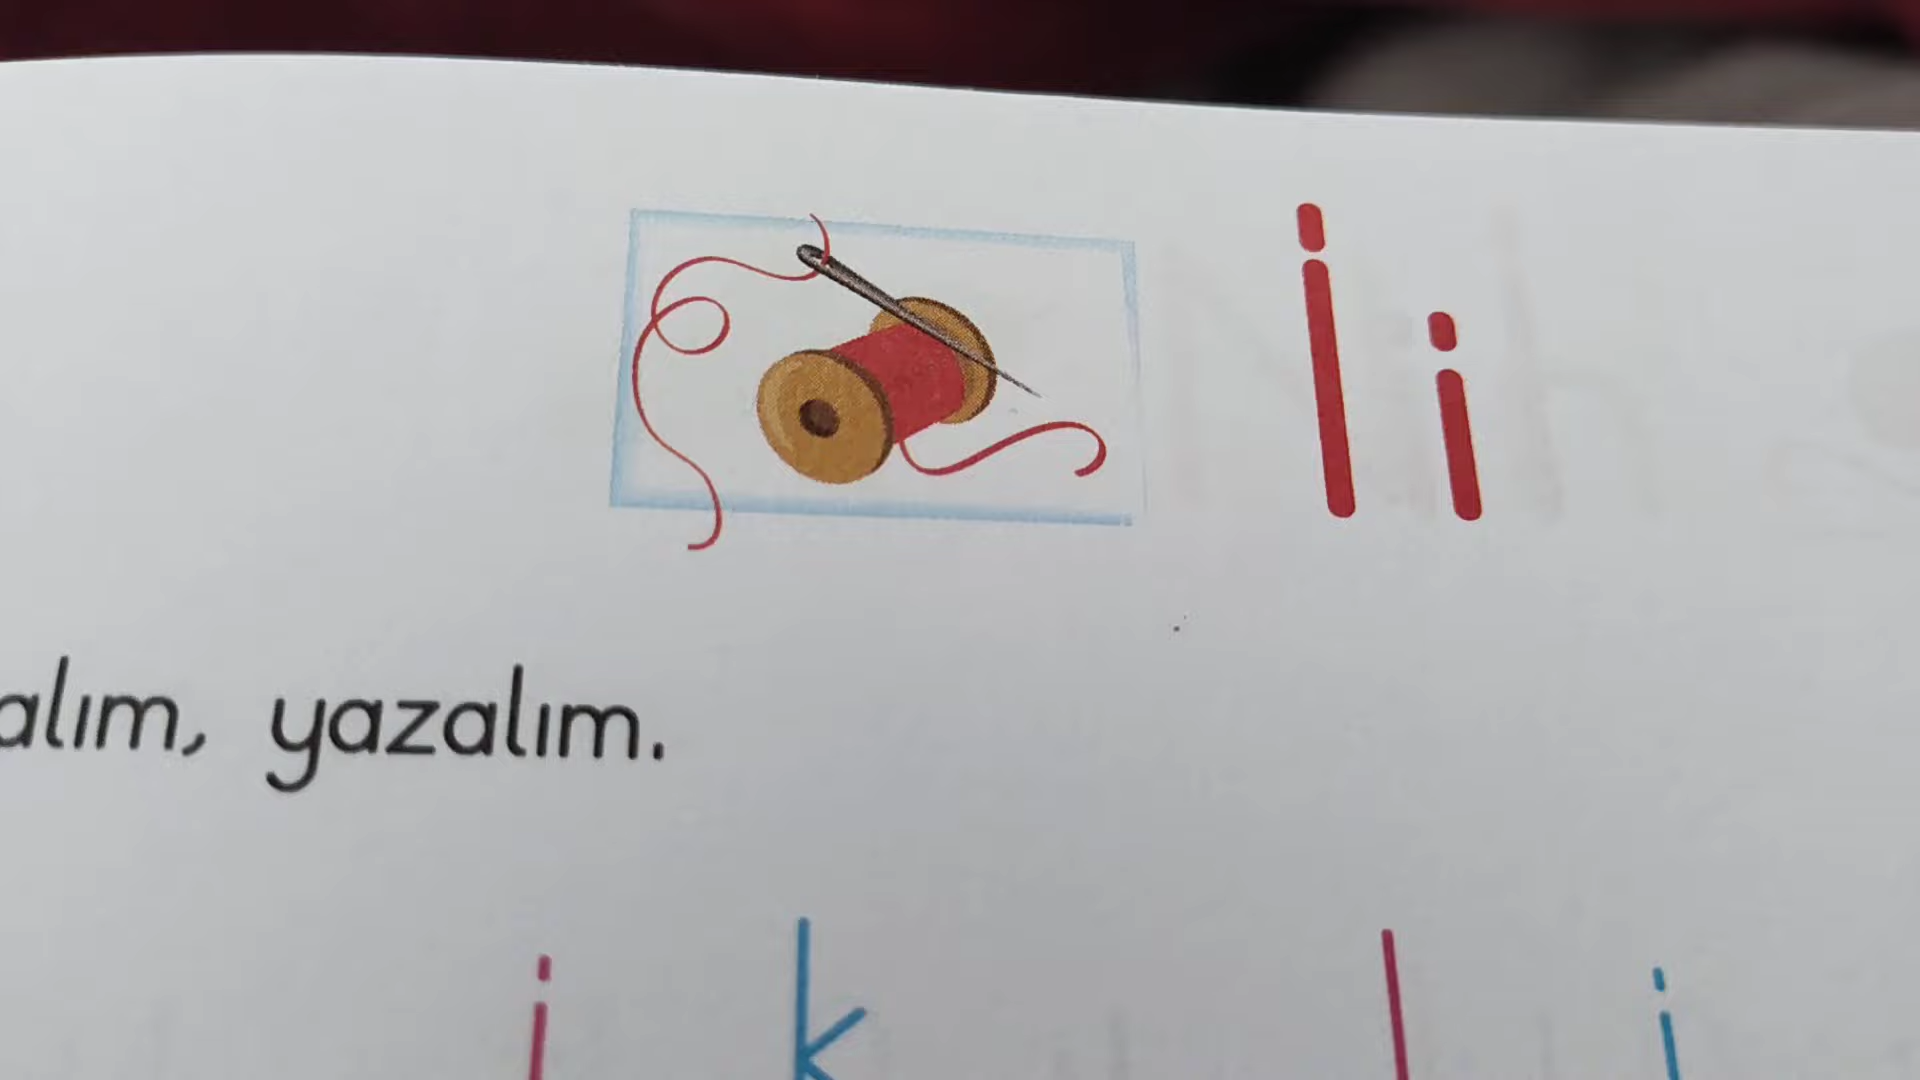 İi
alım, yazalım.
i k l i